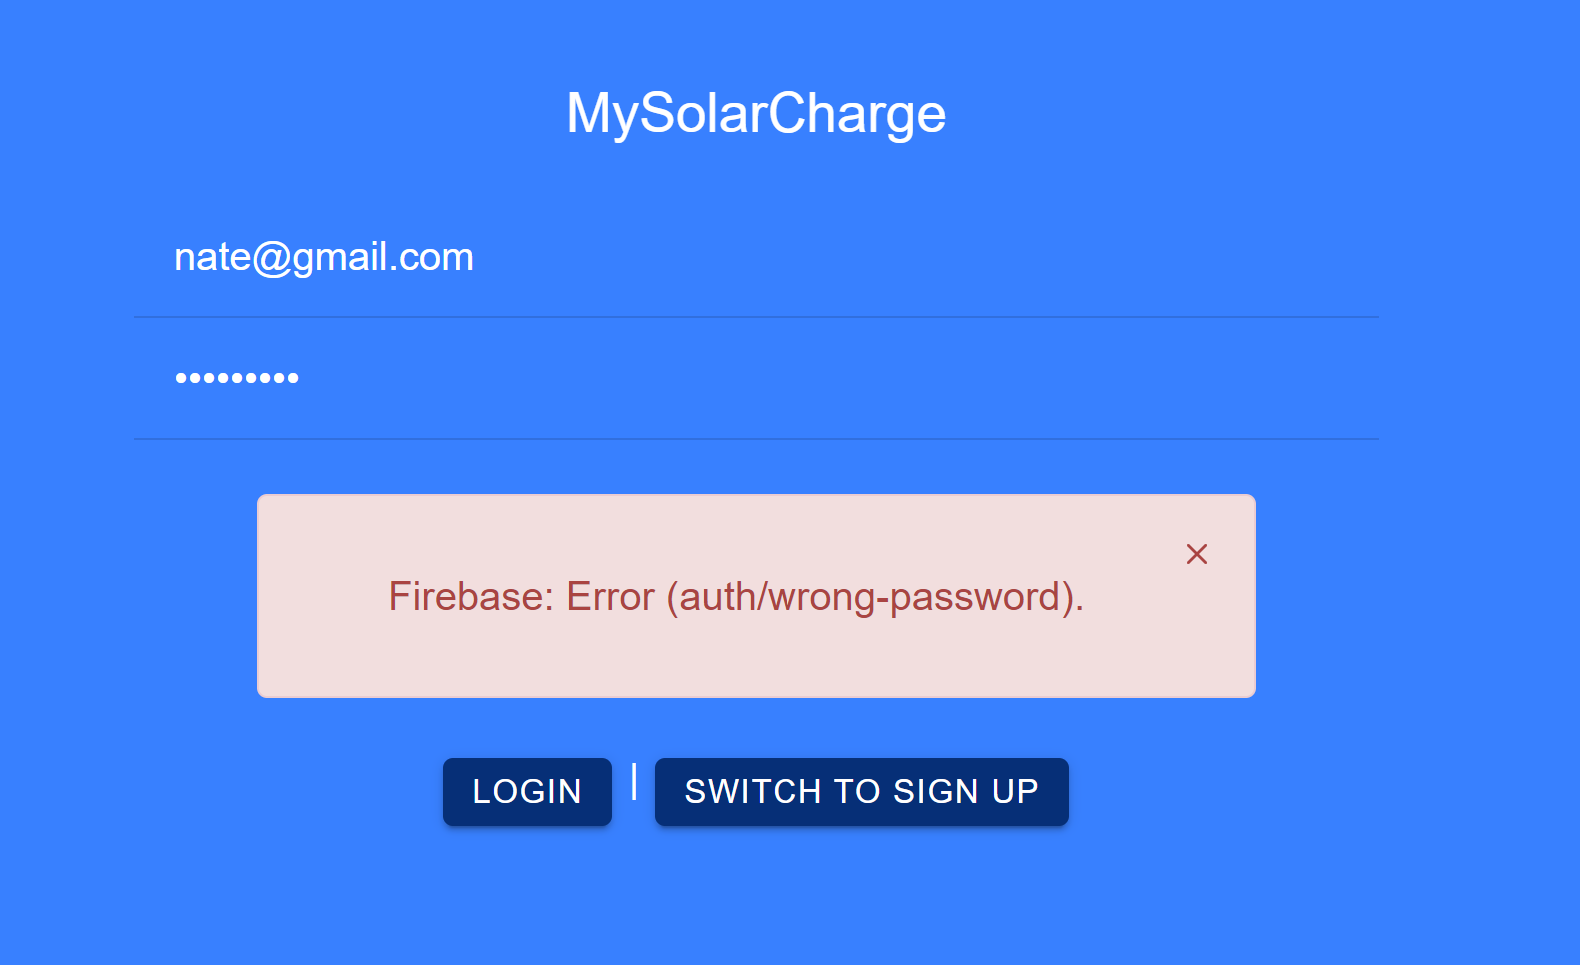 MySolarCharge
nate@gmail.com
•••••••••
Firebase: Error (auth/wrong-password).
LOGIN | SWITCH TO SIGN UP